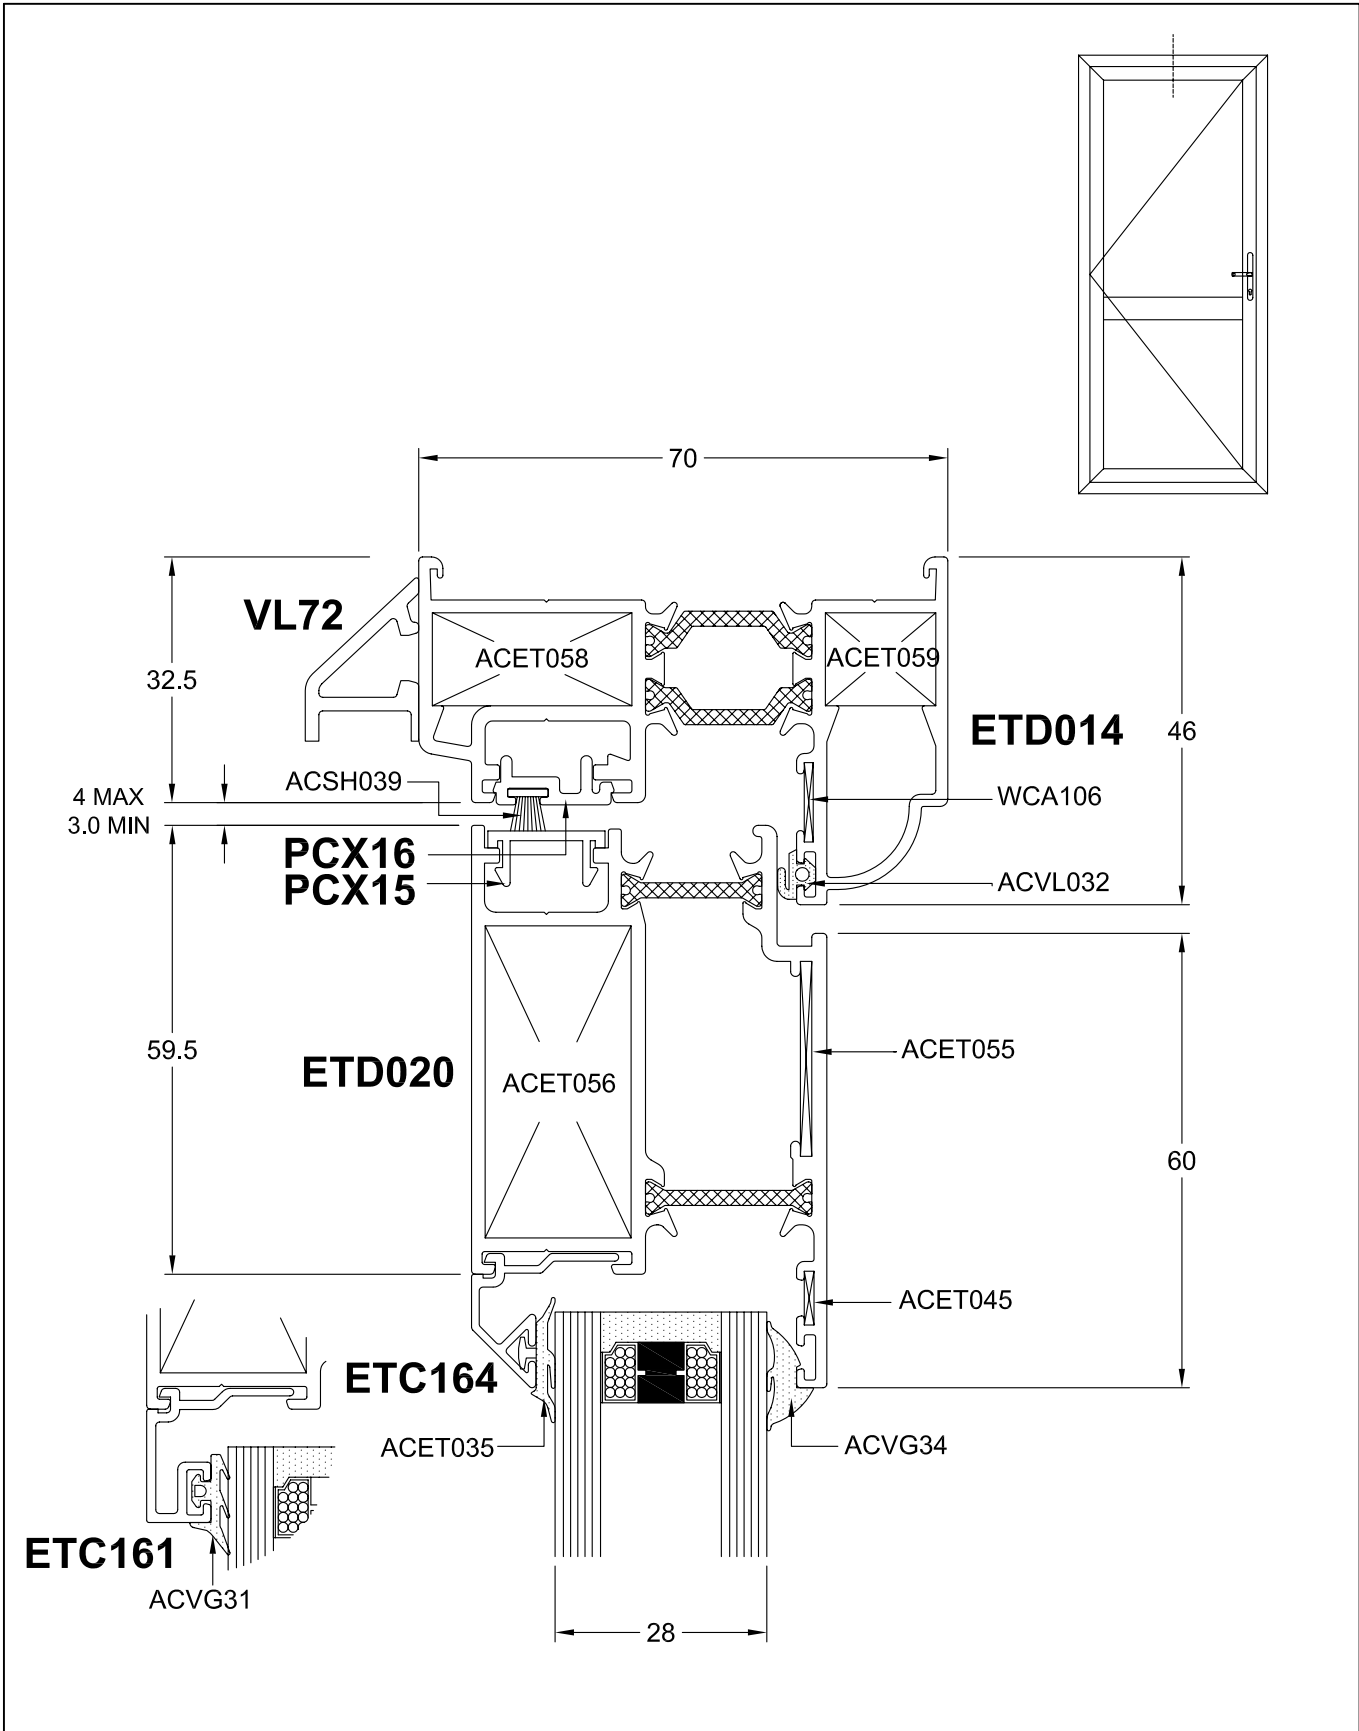 70
VL72
32.5
ACET058
ACET059
ETD014
46
ACSH039
WCA106
4 MAX
3.0 MIN
PCX16
PCX15
ACVL032
59.5
ETD020
ACET056
ACET055
60
ACET045
ETC164
ACET035
ACVG34
ETC161
ACVG31
28